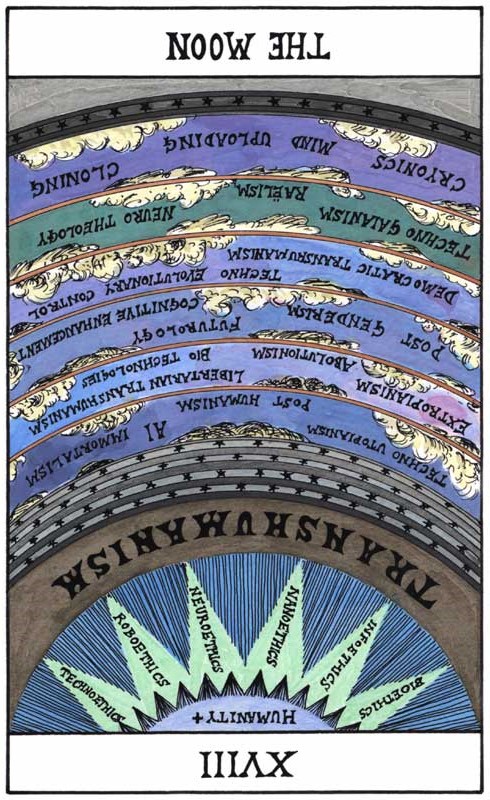 XVIII
HUMANITY +
BIOETHICS
INFOETHICS
NANOETHICS
NEUROETHICS
ROBOETHICS
TECHNOETHICS
TRANSHUMANISM
TECHNO UTOPIANISM
POST HUMANISM
AI
IMMORTALISM
EXTROPIANISM
LIBERTARIAN TRANSHUMANISM
ABOLUTIONISM
BIO TECHNOLOGIES
POST GENDERISM
FUTUROLOGY
COGNITIVE ENHANCEMENT
DEMOCRATIC TRANSHUMANISM
TECHNO EVOLUTIONARY CONTROL
TECHNO GAIANISM
RAËLISM
NEURO THEOLOGY
CRYONICS
MIND UPLOADING
CLONING
THE MOON